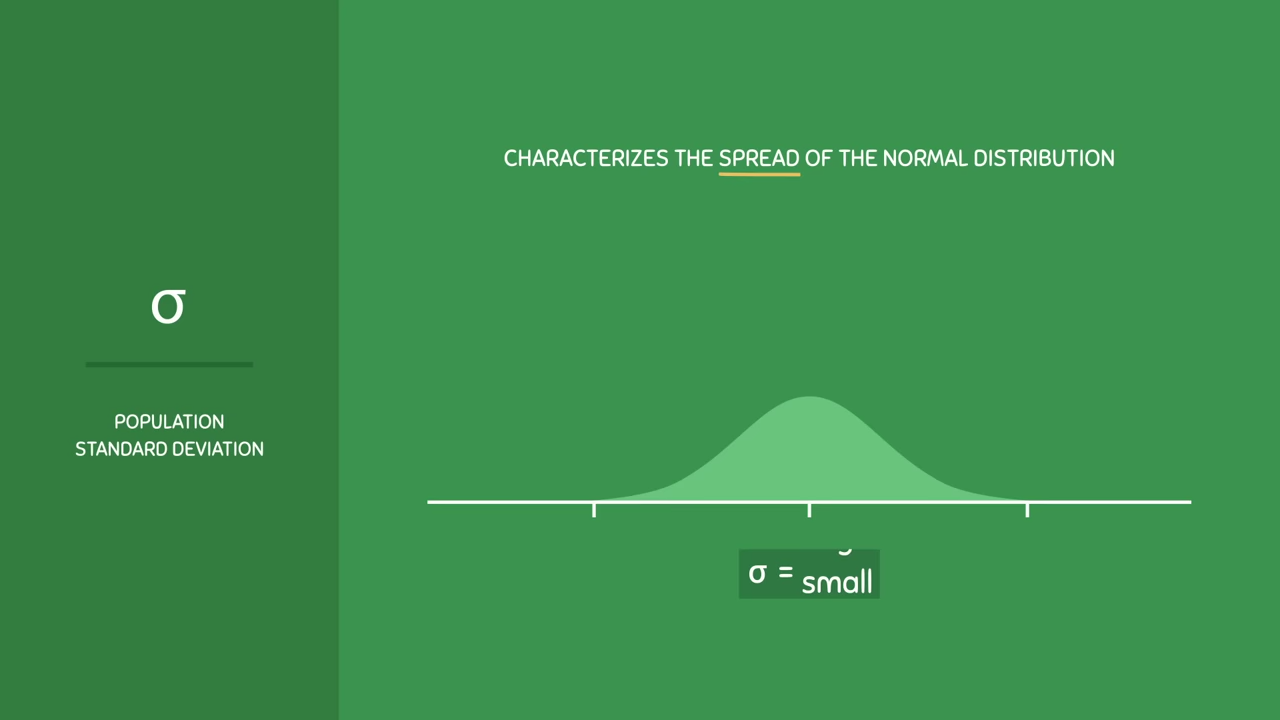 CHARACTERIZES THE SPREAD OF THE NORMAL DISTRIBUTION
σ
POPULATION
STANDARD DEVIATION
σ = small